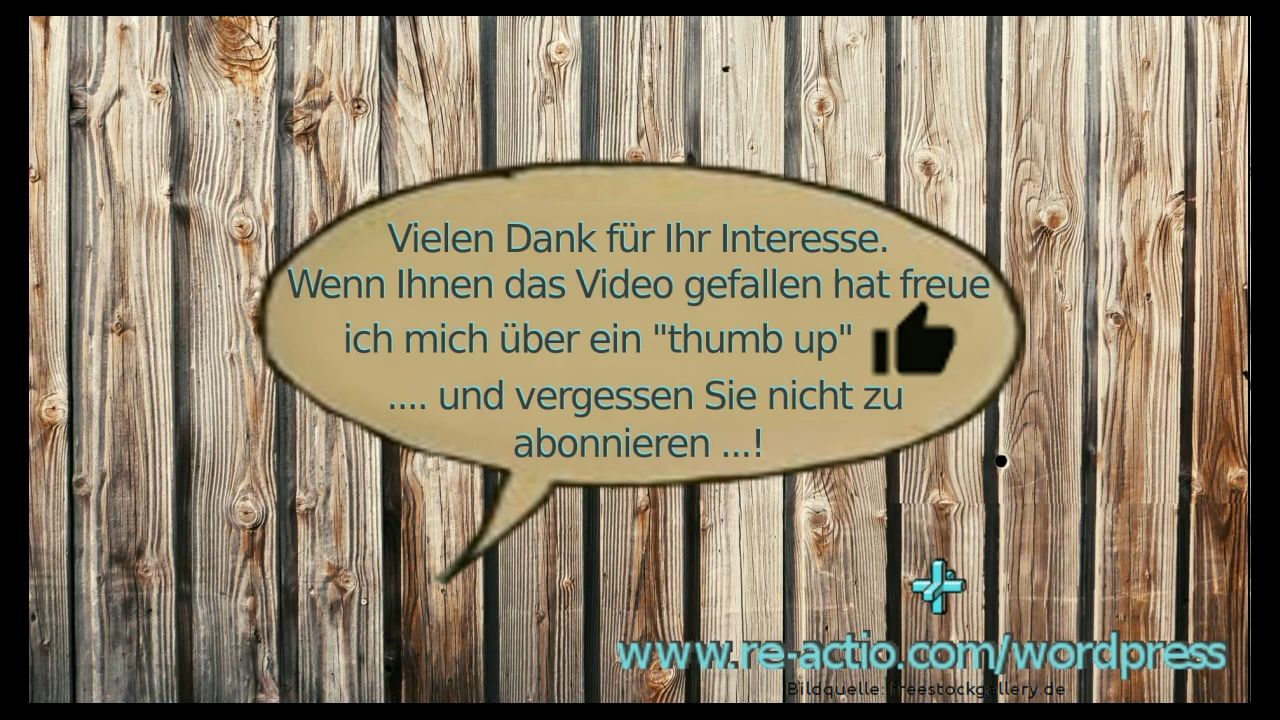 Vielen Dank für Ihr Interesse.
Wenn Ihnen das Video gefallen hat freue
ich mich über ein "thumb up"
.... und vergessen Sie nicht zu
abonnieren ...!
www.re-actio.com/wordpress
Bildquelle: freestockgallery.de